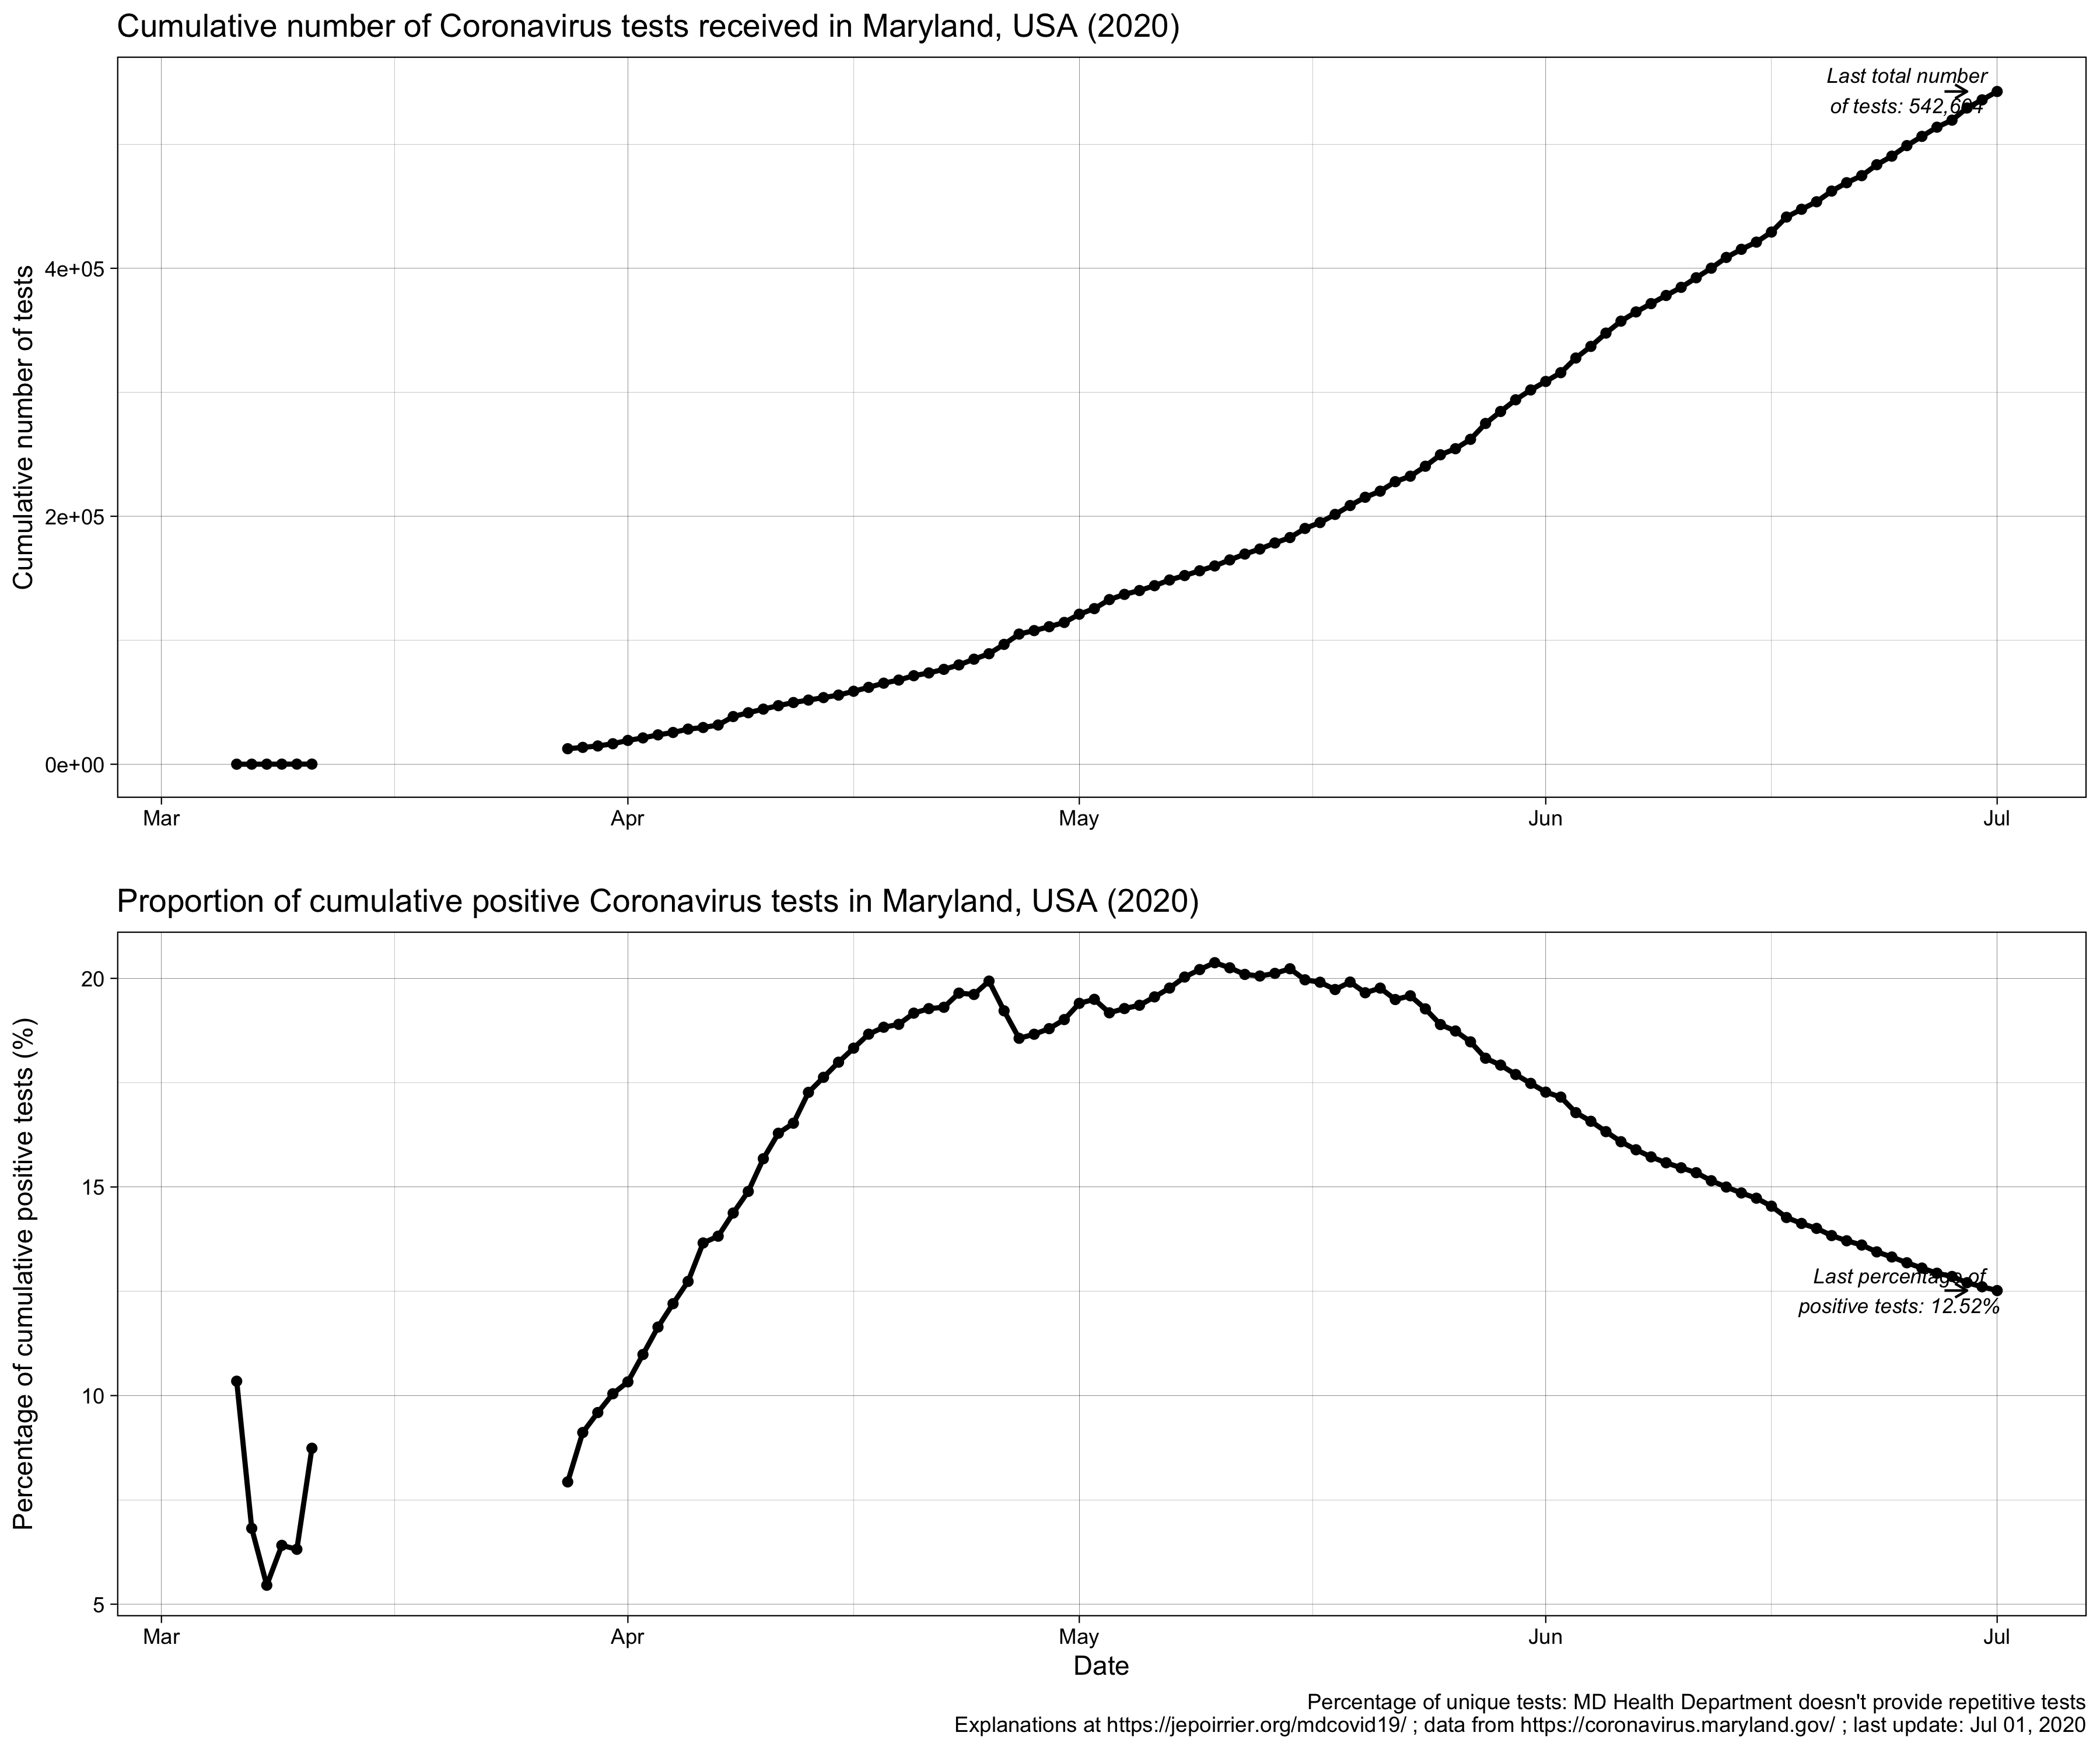 Cumulative number of Coronavirus tests received in Maryland, USA (2020)
Last total number
of tests: 542,604
Cumulative number of tests
4e+05
2e+05
0e+00
Mar
Apr
May
Jun
Jul
Proportion of cumulative positive Coronavirus tests in Maryland, USA (2020)
Percentage of cumulative positive tests (%)
20
15
10
5
Last percentage of
positive tests: 12.52%
Mar
Apr
May
Jun
Jul
Date
Percentage of unique tests: MD Health Department doesn't provide repetitive tests
Explanations at https://jepoirrier.org/mdcovid19/ ; data from https://coronavirus.maryland.gov/ ; last update: Jul 01, 2020